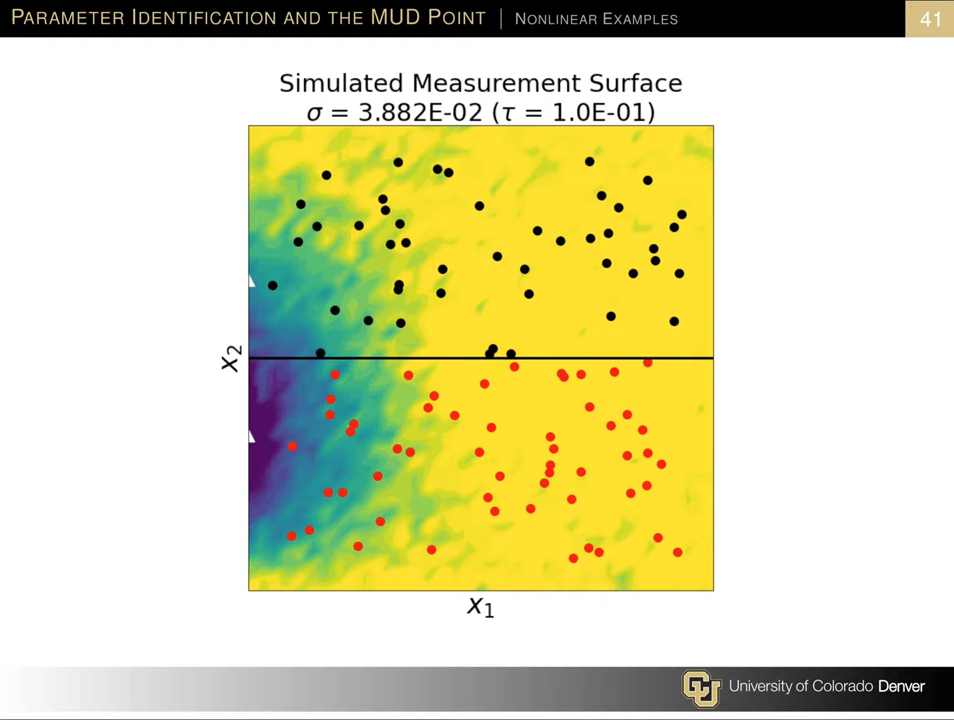 PARAMETER IDENTIFICATION AND THE MUD POINT | NONLINEAR EXAMPLES 41
Simulated Measurement Surface
σ = 3.882E-02 (τ = 1.0E-01)
x₂
x₁
University of Colorado Denver